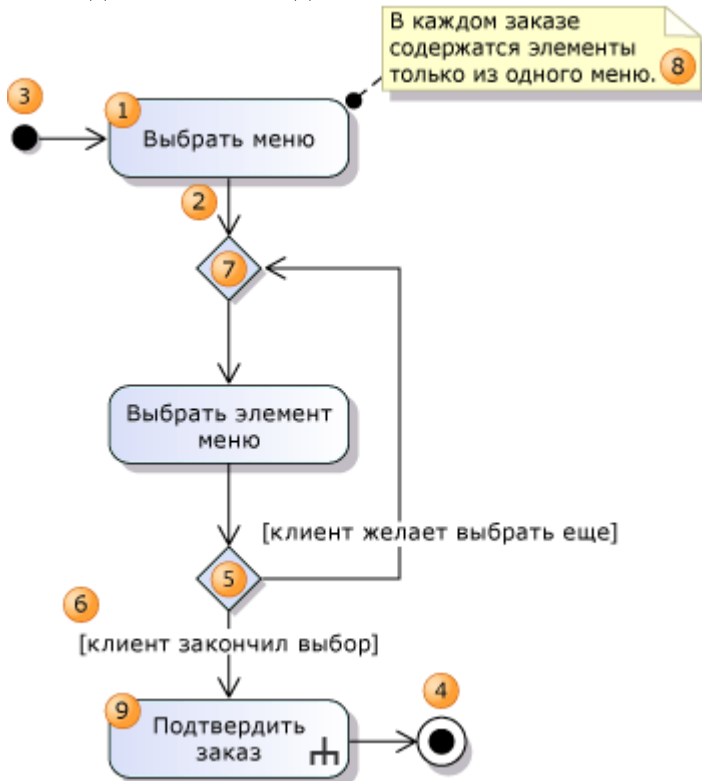 В каждом заказе
содержатся элементы
только из одного меню.
8
3
1
Выбрать меню
2
7
Выбрать элемент
меню
[клиент желает выбрать еще]
5
6
[клиент закончил выбор]
9
4
Подтвердить
заказ